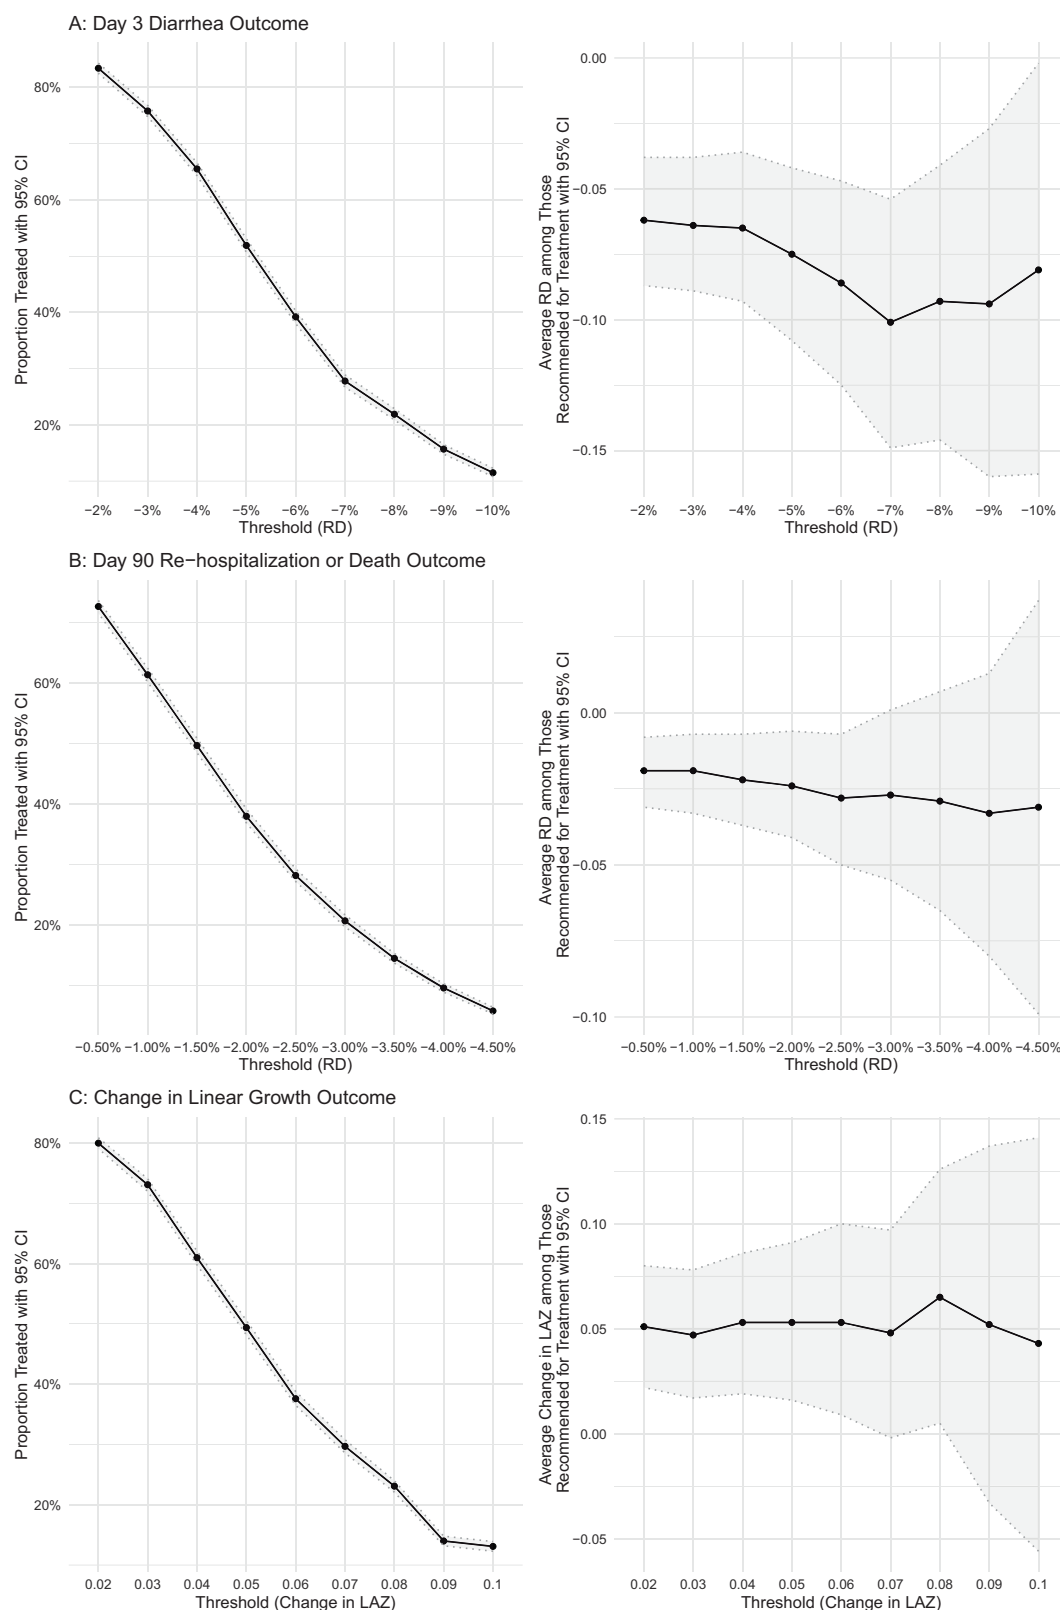 A: Day 3 Diarrhea Outcome
Proportion Treated with 95% CI
80%
60%
40%
20%
−2% −3% −4% −5% −6% −7% −8% −9% −10%
Threshold (RD)
Average RD among Those
Recommended for Treatment with 95% CI
0.00
−0.05
−0.10
−0.15
−2% −3% −4% −5% −6% −7% −8% −9% −10%
Threshold (RD)
B: Day 90 Re−hospitalization or Death Outcome
Proportion Treated with 95% CI
60%
40%
20%
−0.50% −1.00% −1.50% −2.00% −2.50% −3.00% −3.50% −4.00% −4.50%
Threshold (RD)
Average RD among Those
Recommended for Treatment with 95% CI
0.00
−0.05
−0.10
−0.50% −1.00% −1.50% −2.00% −2.50% −3.00% −3.50% −4.00% −4.50%
Threshold (RD)
C: Change in Linear Growth Outcome
Proportion Treated with 95% CI
80%
60%
40%
20%
0.02 0.03 0.04 0.05 0.06 0.07 0.08 0.09 0.1
Threshold (Change in LAZ)
Average Change in LAZ among Those
Recommended for Treatment with 95% CI
0.15
0.10
0.05
0.00
−0.05
0.02 0.03 0.04 0.05 0.06 0.07 0.08 0.09 0.1
Threshold (Change in LAZ)